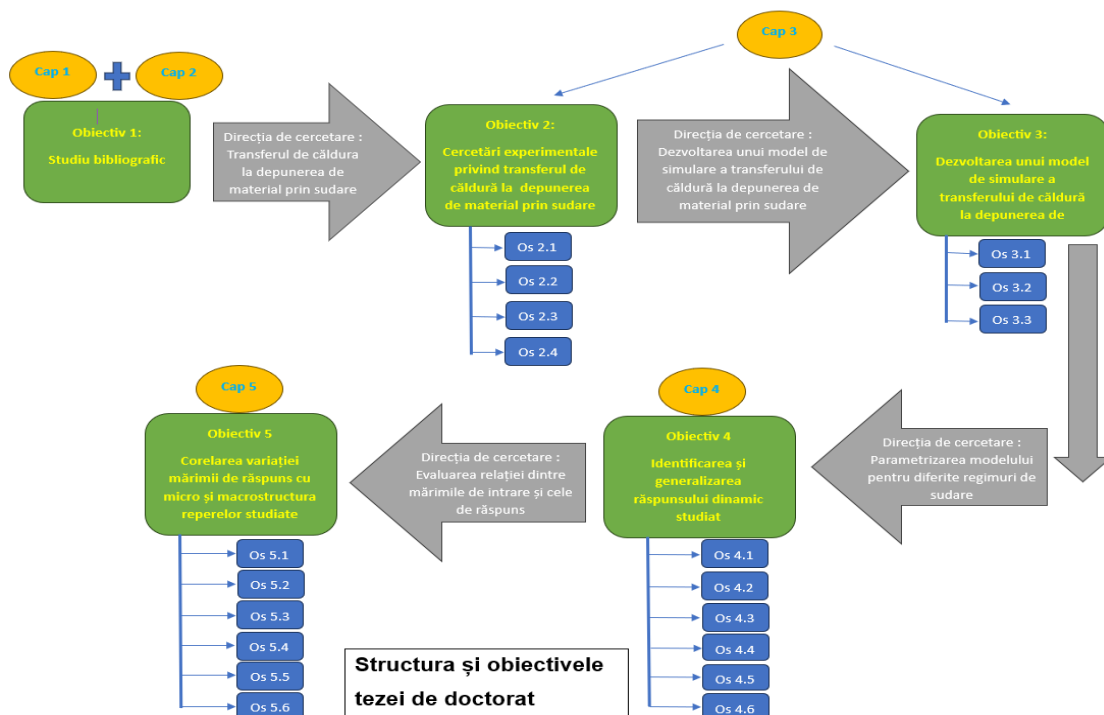 Cap 3
Cap 1
Cap 2
Obiectiv 1:
Studiu bibliografic
Direcția de cercetare :
Transferul de căldura
la depunerea de
material prin sudare
Obiectiv 2:
Cercetări experimentale
privind transferul de
căldură la depunerea
de material prin sudare
Os 2.1
Os 2.2
Os 2.3
Os 2.4
Direcția de cercetare :
Dezvoltarea unui model de
simulare a transferului de
căldură la depunerea de
material prin sudare
Obiectiv 3:
Dezvoltarea unui model
de simulare a
transferului de căldură
la depunerea de
Os 3.1
Os 3.2
Os 3.3
Direcția de cercetare :
Parametrizarea modelului
pentru diferite regimuri de
sudare
Cap 4
Obiectiv 4
Identificarea și
generalizarea
răspunsului dinamic
studiat
Os 4.1
Os 4.2
Os 4.3
Os 4.4
Os 4.5
Os 4.6
Direcția de cercetare :
Evaluarea relației dintre
mărimile de intrare și cele
de răspuns
Cap 5
Obiectiv 5
Corelarea variației
mărimii de răspuns cu
micro și macrostructura
reperelor studiate
Os 5.1
Os 5.2
Os 5.3
Os 5.4
Os 5.5
Os 5.6
Structura și obiectivele
tezei de doctorat